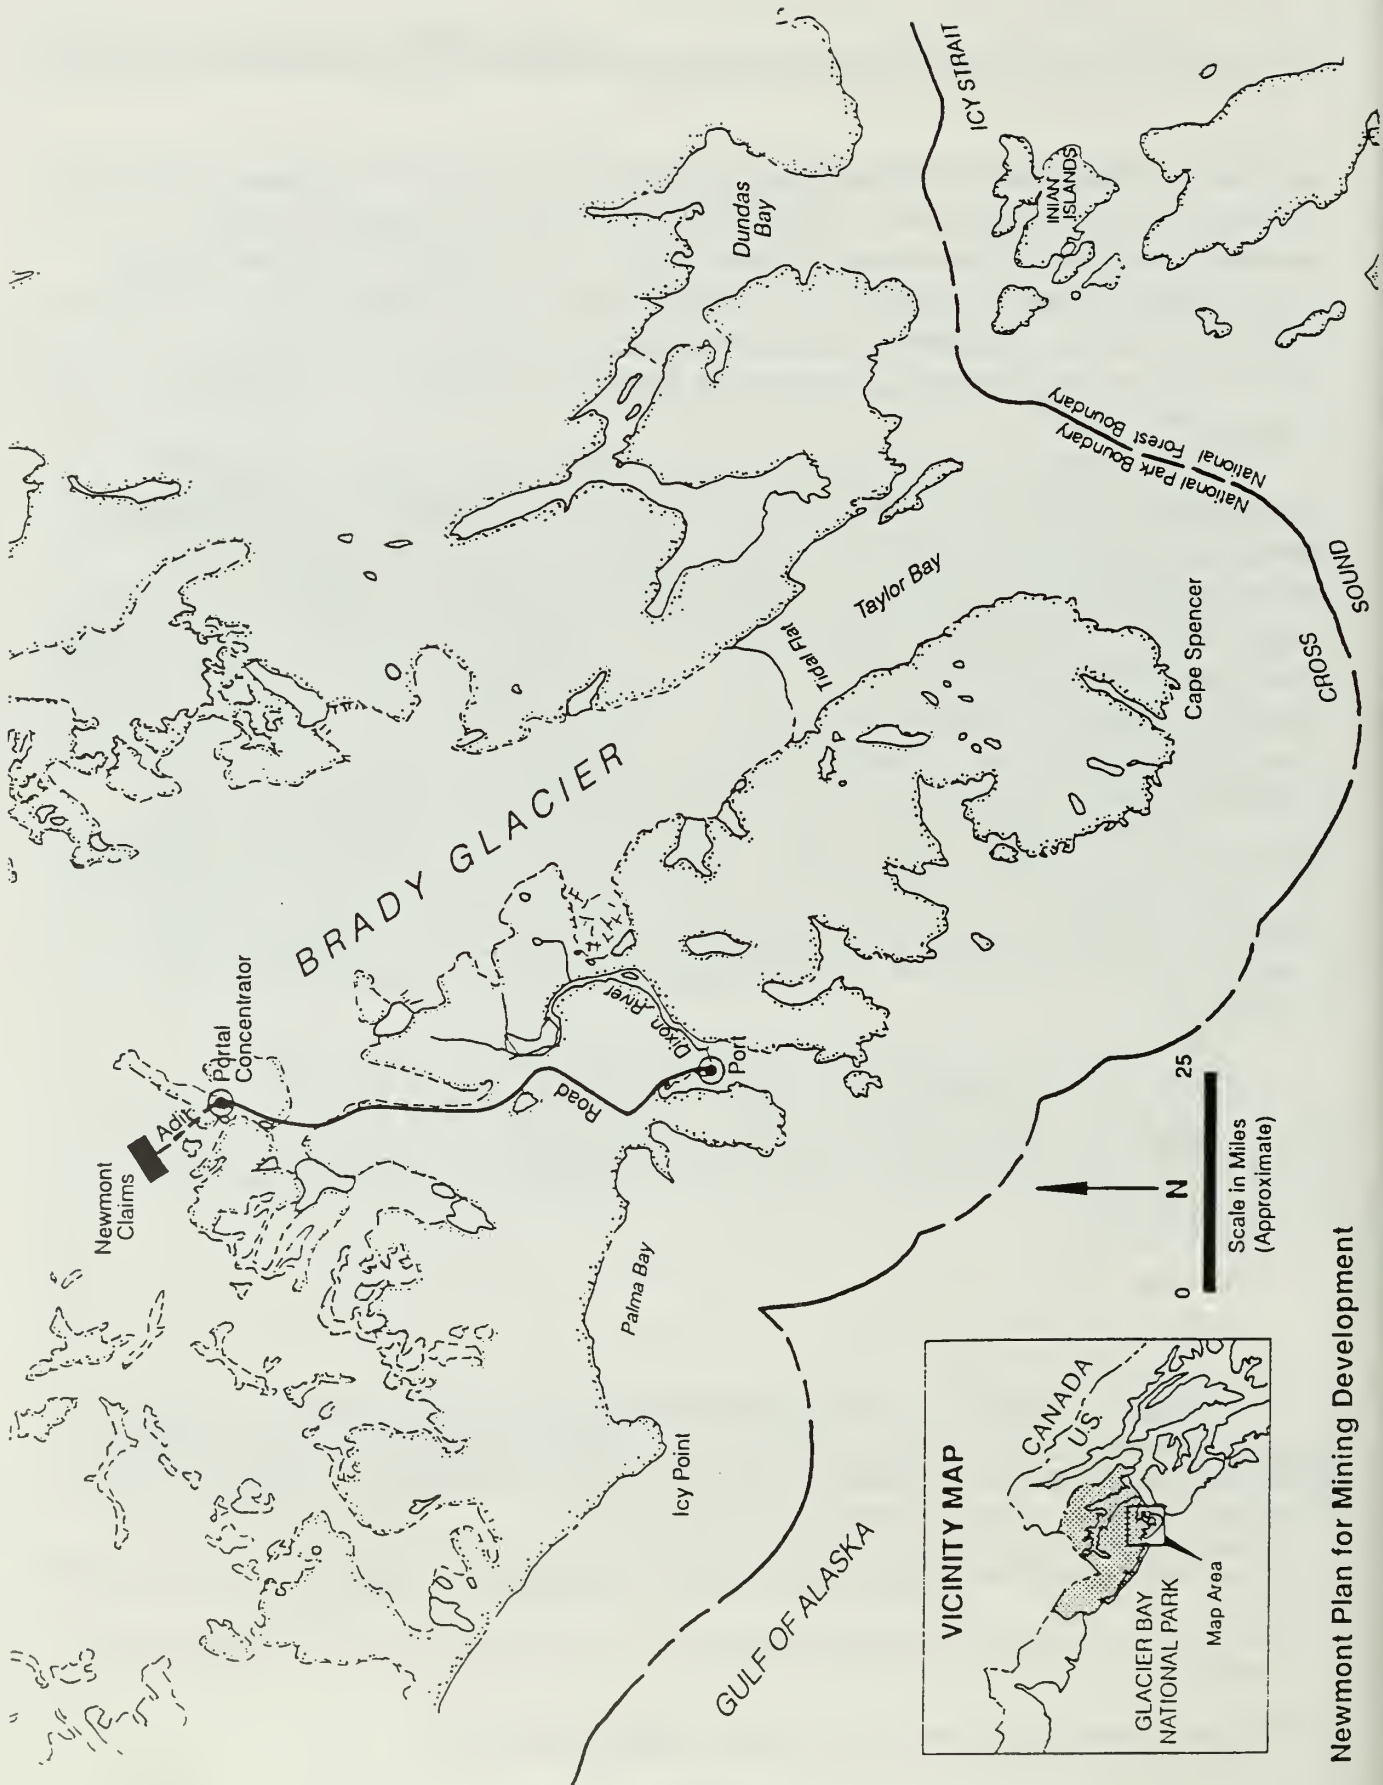 Newmont
Claims
Adit
Portal
Concentrator
BRADY GLACIER
Dixon River
Road
Port
Tidal Flat
Taylor Bay
Dundas
Bay
ICY STRAIT
INIAN
ISLANDS
Palma Bay
Icy Point
Cape Spencer
National Forest Boundary
National Park Boundary
CROSS
SOUND
GULF OF ALASKA
VICINITY MAP
CANADA
U.S.
GLACIER BAY
NATIONAL PARK
Map Area
N
0
25
Scale in Miles
(Approximate)
Newmont Plan for Mining Development